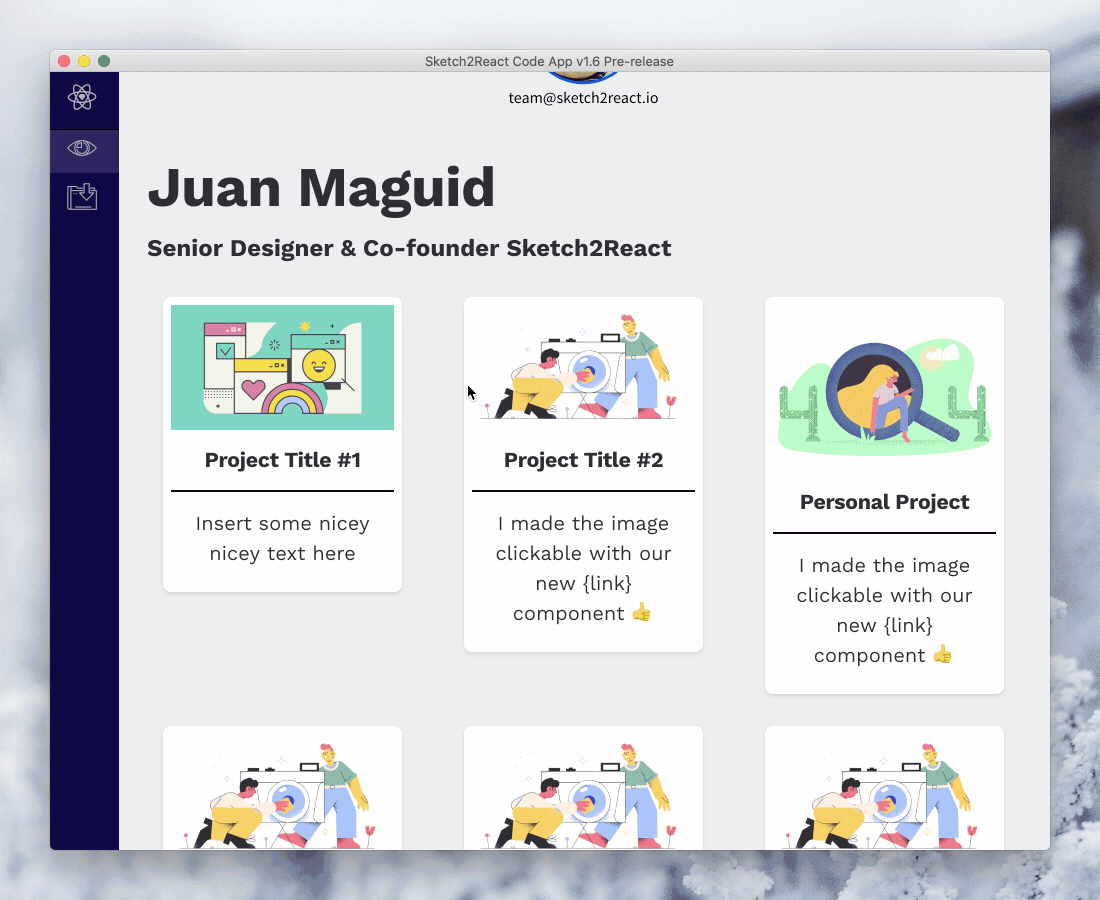 Sketch2React Code App v1.6 Pre-release
team@sketch2react.io
Juan Maguid
Senior Designer & Co-founder Sketch2React
Project Title #1
Insert some nicey
nicey text here
Project Title #2
I made the image
clickable with our
new {link}
component 👍
Personal Project
I made the image
clickable with our
new {link}
component 👍